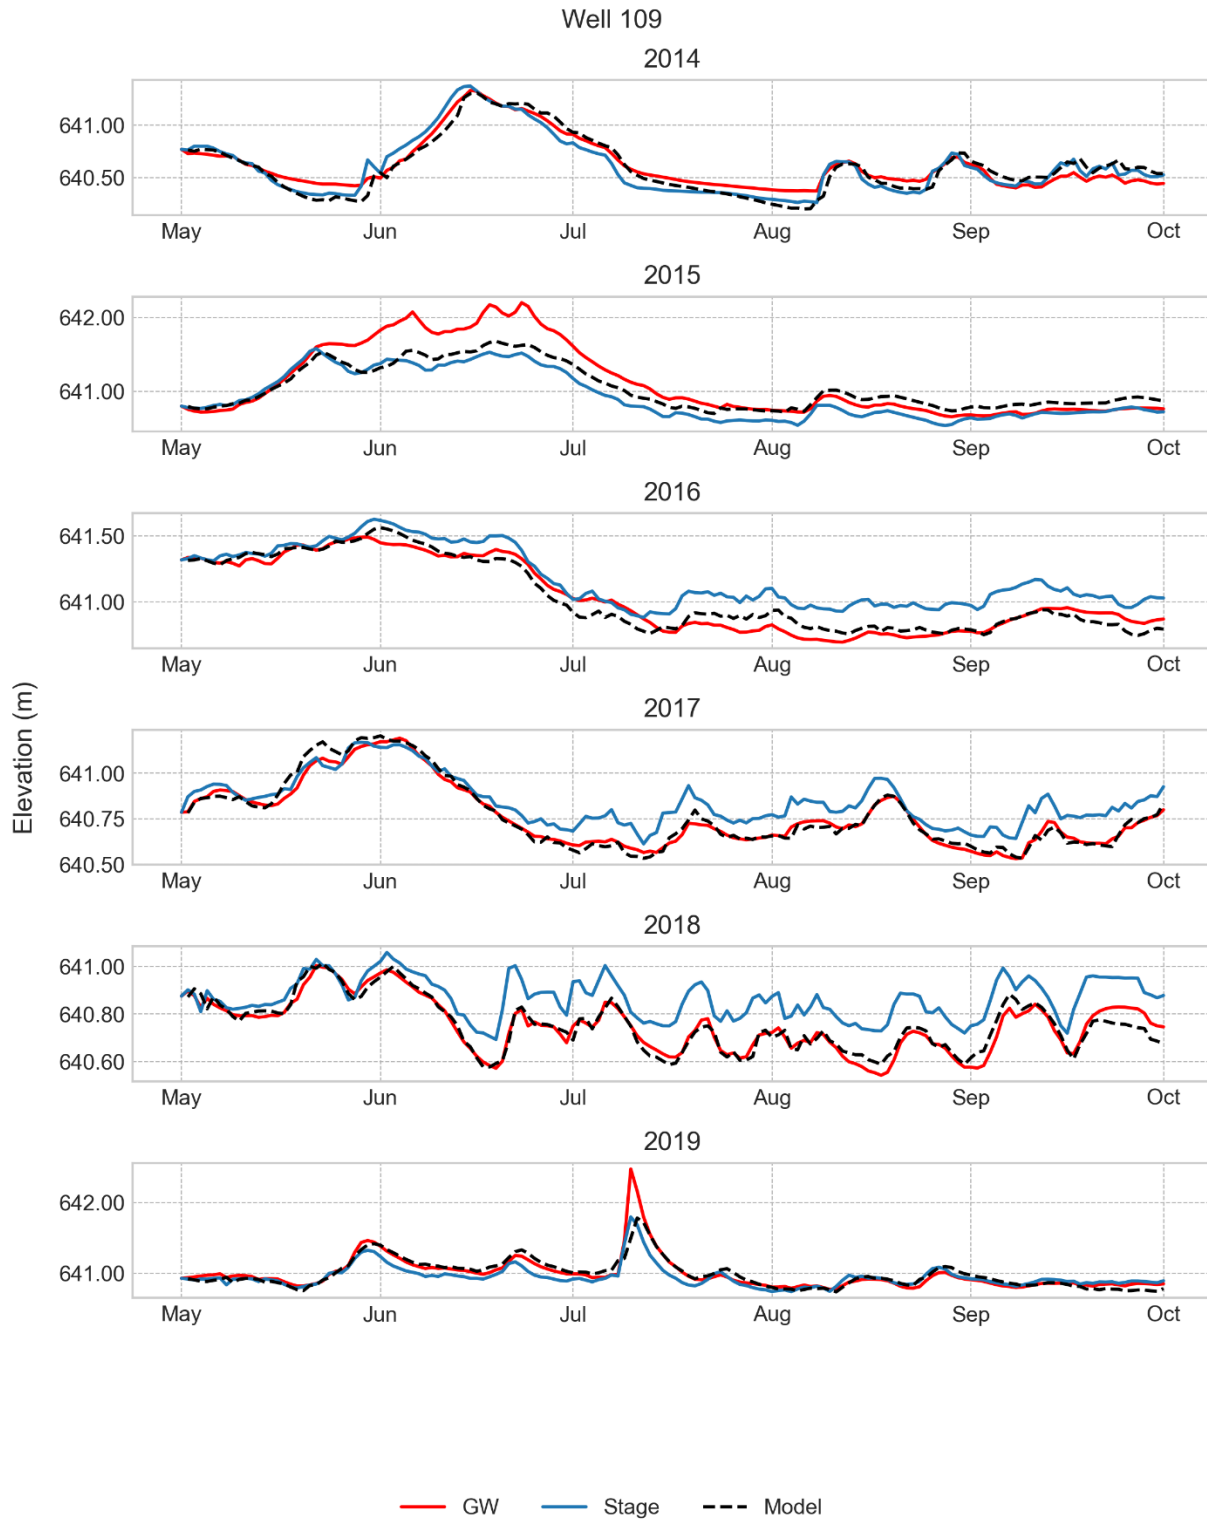 Well 109
2014
641.00
640.50
May Jun Jul Aug Sep Oct
2015
642.00
641.00
May Jun Jul Aug Sep Oct
2016
641.50
641.00
May Jun Jul Aug Sep Oct
Elevation (m)
2017
641.00
640.75
640.50
May Jun Jul Aug Sep Oct
2018
641.00
640.80
640.60
May Jun Jul Aug Sep Oct
2019
642.00
641.00
May Jun Jul Aug Sep Oct
GW Stage Model